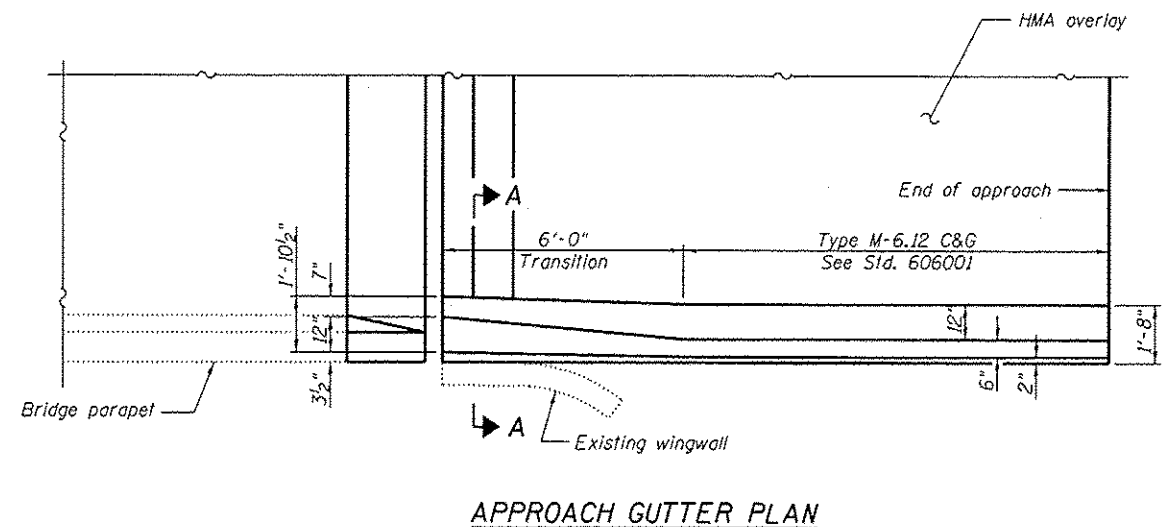 HMA overlay
A
End of approach
6'-0"
Transition
Type M-6.12 C&G
See Std. 606001
1'-10½"
7"
12"
3½"
12"
6"
2"
1'-8"
Bridge parapet
A
Existing wingwall
APPROACH GUTTER PLAN